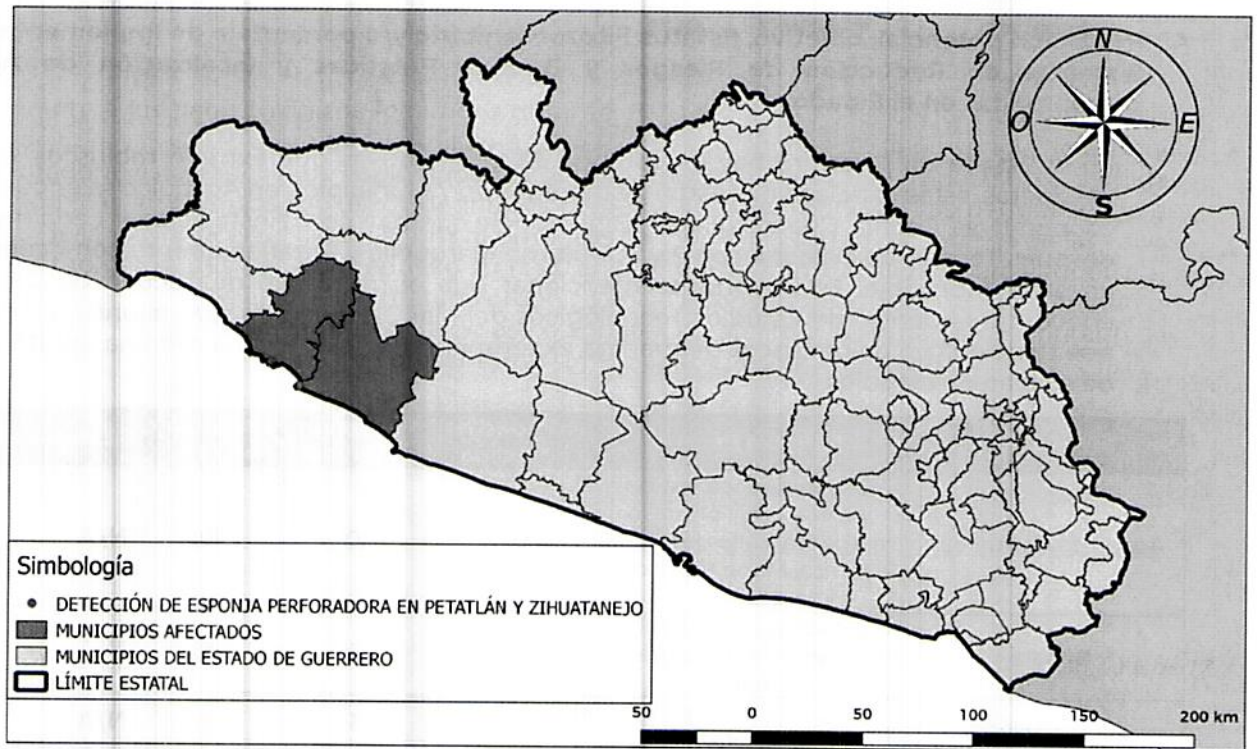 N
O
E
S
Simbología
DETECCIÓN DE ESPONJA PERFORADORA EN PETATLÁN Y ZIHUATANEJO
MUNICIPIOS AFECTADOS
MUNICIPIOS DEL ESTADO DE GUERRERO
LÍMITE ESTATAL
50 0 50 100 150 200 km